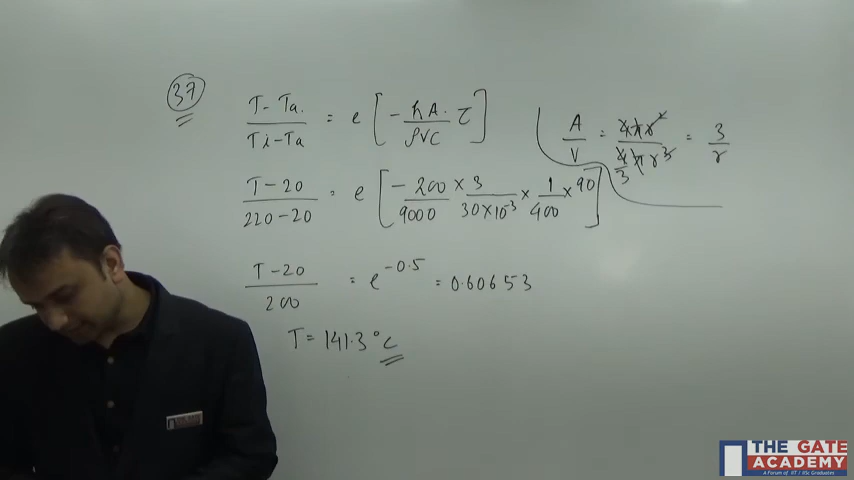 37
T - Ta / Ti - Ta = e [ - hA. / ρVC τ ]
A / V = 4πr² / 4/3 πr³ = 3 / r
T - 20 / 220 - 20 = e [ - 200 / 9000 × 3 / 30×10⁻³ × 1 / 400 × 90 ]
T - 20 / 200 = e^-0.5 = 0.60653
T = 141.3°C
THE GATE
ACADEMY
A Forum of IIT / IISc Graduates